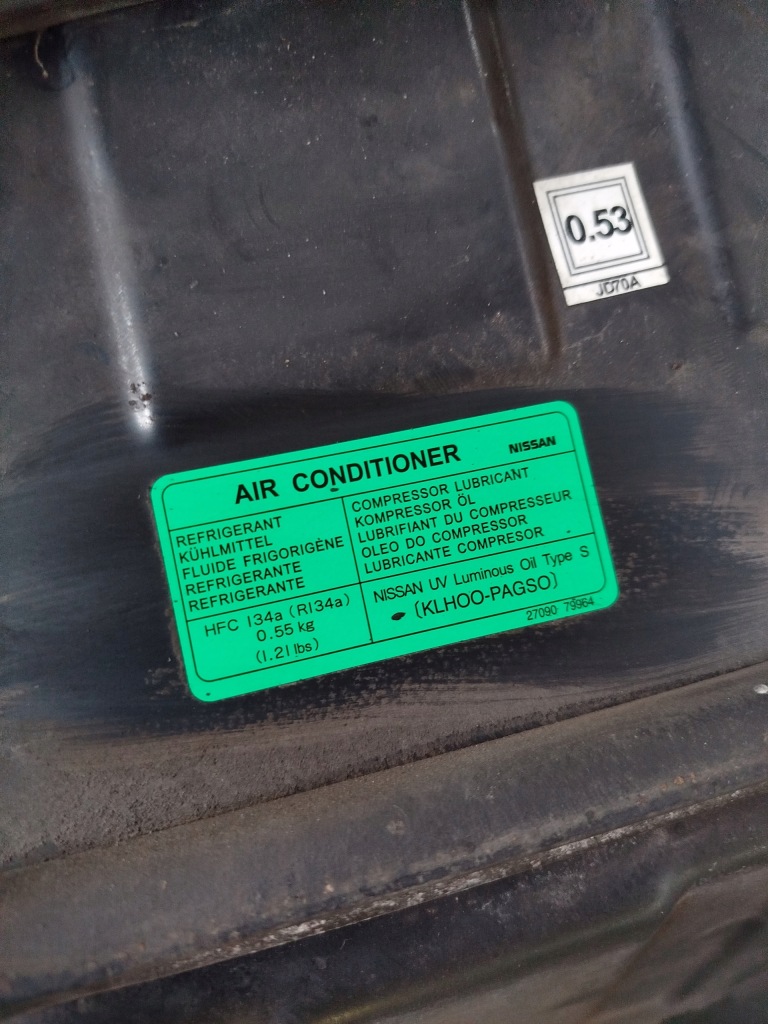 0.53
JD70A
AIR CONDITIONER
NISSAN
REFRIGERANT
KÜHLMITTEL
FLUIDE FRIGORIGÈNE
REFRIGERANTE
REFRIGERANTE
COMPRESSOR LUBRICANT
KOMPRESSOR ÖL
LUBRIFIANT DU COMPRESSEUR
OLEO DO COMPRESSOR
LUBRICANTE COMPRESOR
HFC 134a (R134a)
0.55 kg
(1.21 lbs)
NISSAN UV Luminous Oil Type S
(KLH00-PAGS0)
27090 79964